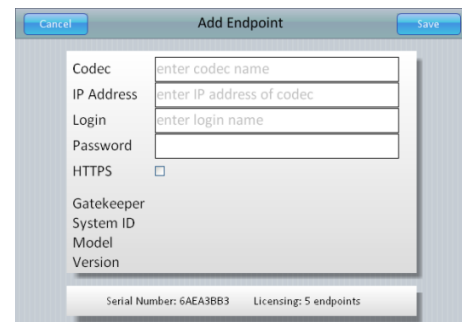 Cancel Add Endpoint Save
Codec enter codec name
IP Address enter IP address of codec
Login enter login name
Password
HTTPS
Gatekeeper
System ID
Model
Version
Serial Number: 6AEA3BB3 Licensing: 5 endpoints